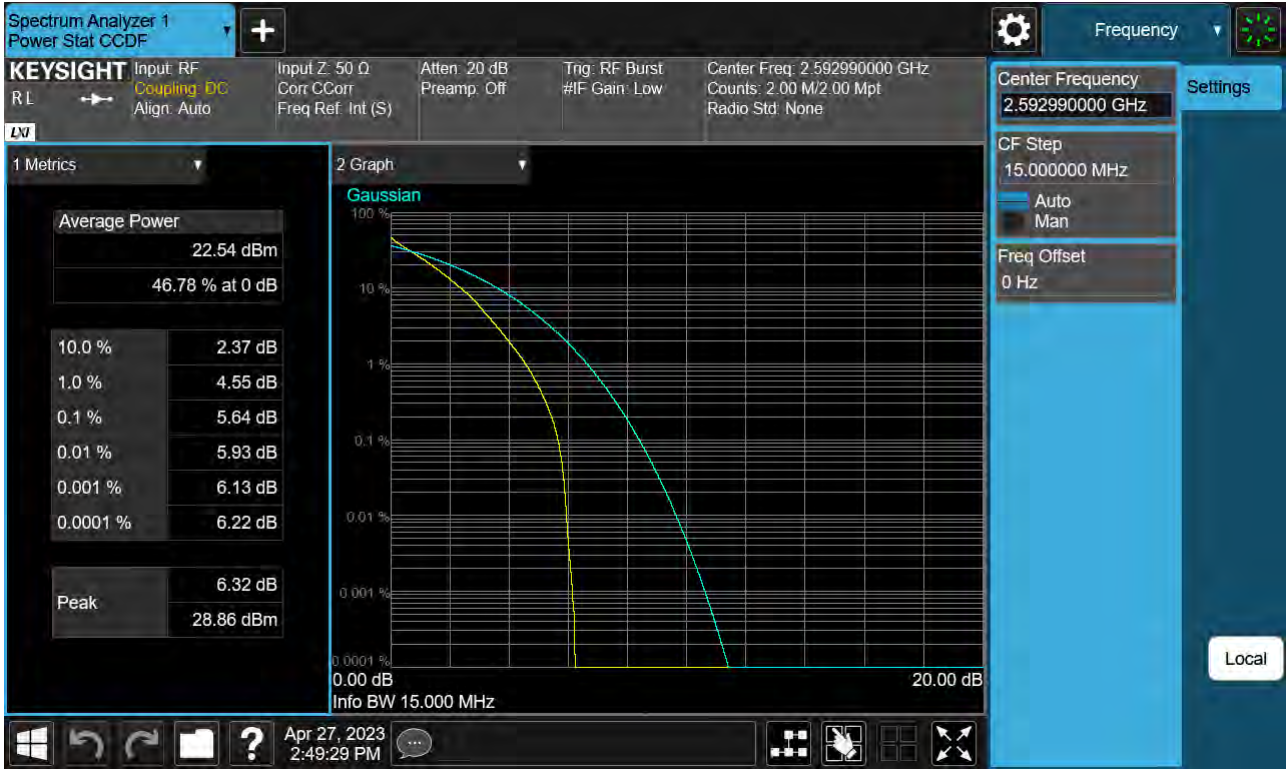 Spectrum Analyzer 1
Power Stat CCDF
+
Frequency
KEYSIGHT
RL
LXI
Input: RF
Coupling: DC
Align: Auto
Input Z: 50 Ω
Corr CCorr
Freq Ref: Int (S)
Atten: 20 dB
Preamp: Off
Trig: RF Burst
#IF Gain: Low
Center Freq: 2.592990000 GHz
Counts: 2.00 M/2.00 Mpt
Radio Std: None
1 Metrics
Average Power
22.54 dBm
46.78 % at 0 dB
10.0 % 2.37 dB
1.0 % 4.55 dB
0.1 % 5.64 dB
0.01 % 5.93 dB
0.001 % 6.13 dB
0.0001 % 6.22 dB
Peak
6.32 dB
28.86 dBm
2 Graph
Gaussian
100 %
10 %
1 %
0.1 %
0.01 %
0.001 %
0.0001 %
0.00 dB 20.00 dB
Info BW 15.000 MHz
Center Frequency
2.592990000 GHz
CF Step
15.000000 MHz
Auto
Man
Freq Offset
0 Hz
Settings
Local
?
Apr 27, 2023
2:49:29 PM